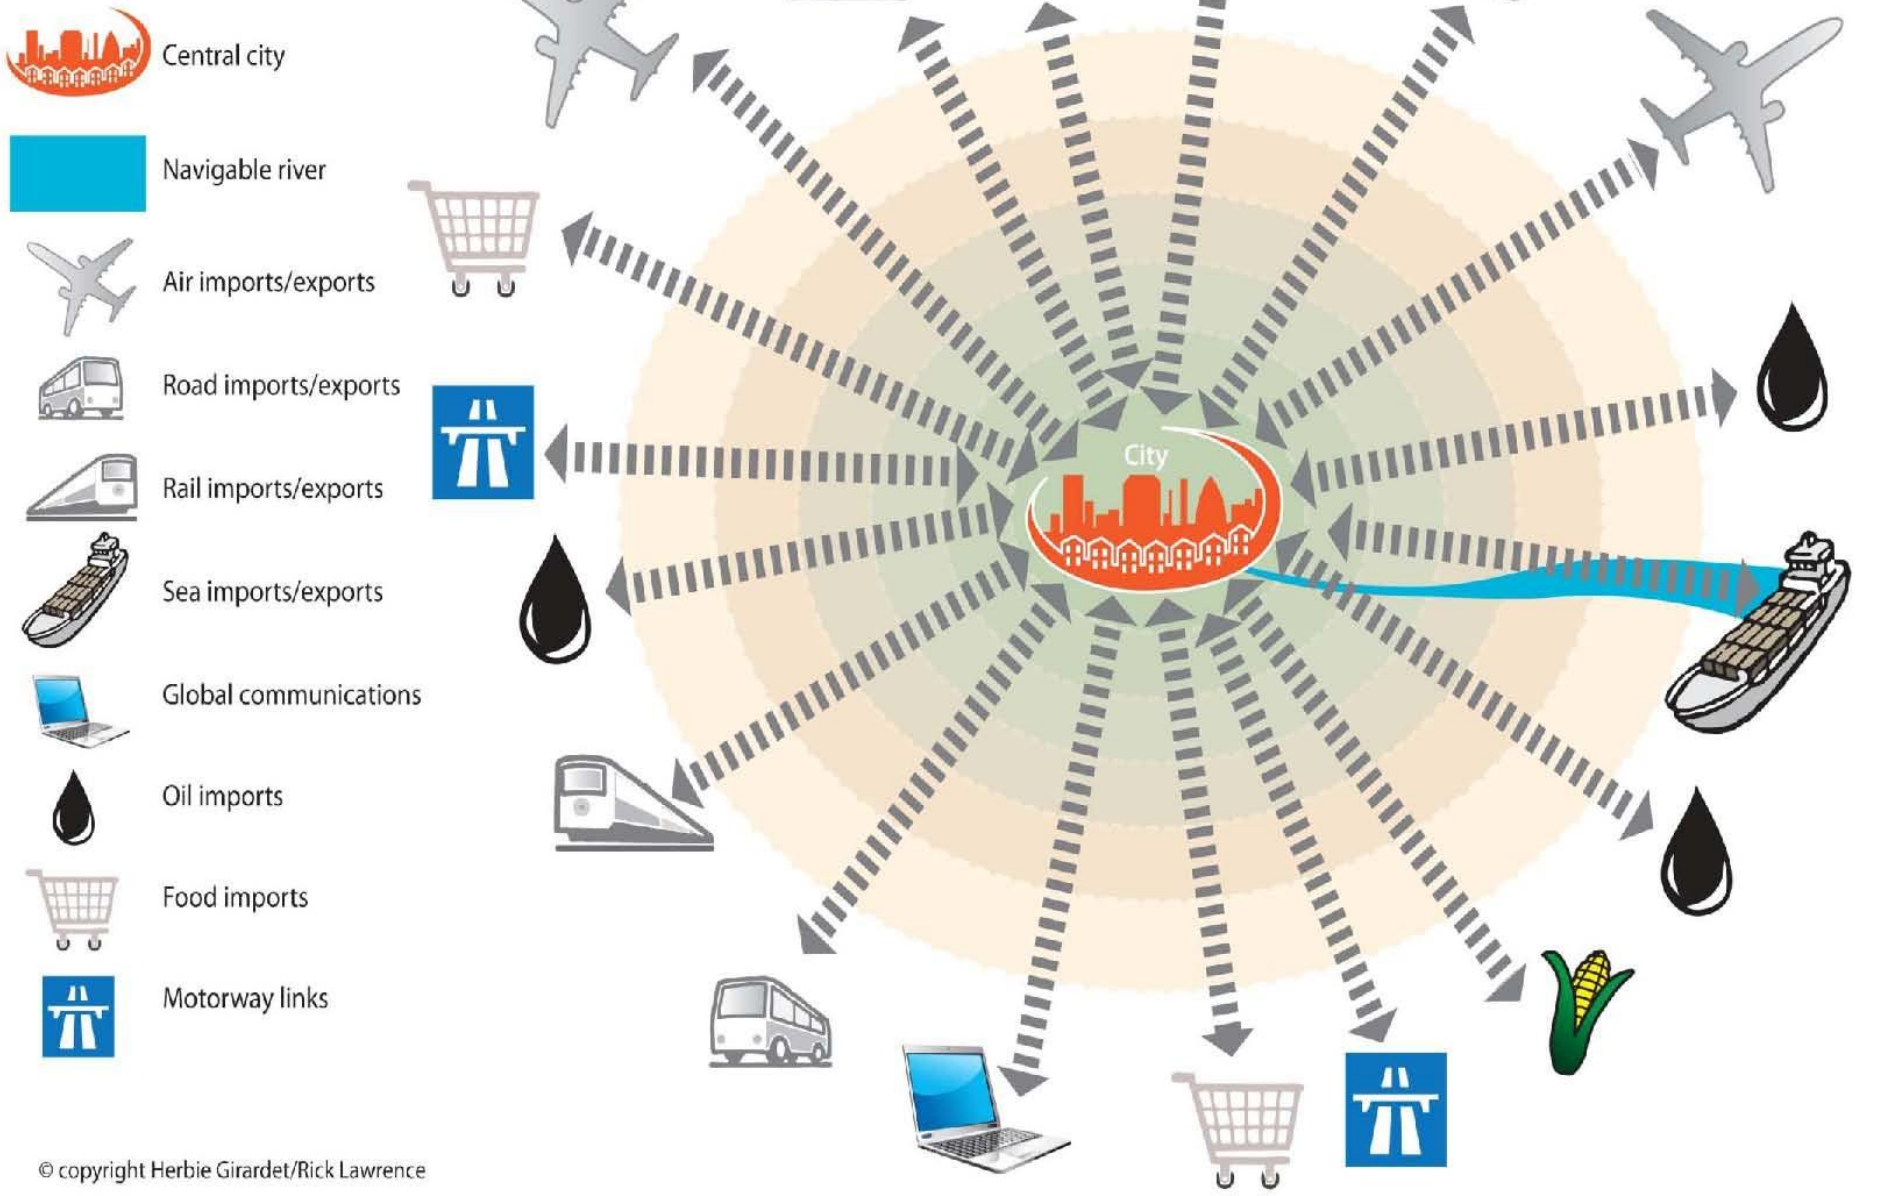 Central city
Navigable river
Air imports/exports
Road imports/exports
Rail imports/exports
Sea imports/exports
Global communications
Oil imports
Food imports
Motorway links
City
© copyright Herbie Girardet/Rick Lawrence